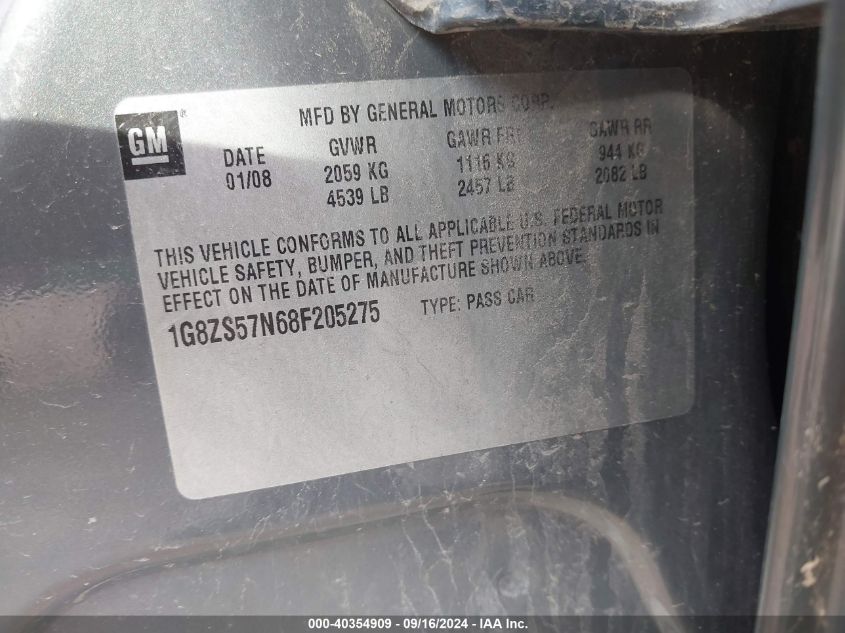 GM®
MFD BY GENERAL MOTORS CORP.
DATE GVWR GAWR FRT GAWR RR
01/08 2059 KG 1116 KG 944 KG
4539 LB 2457 LB 2082 LB
THIS VEHICLE CONFORMS TO ALL APPLICABLE U.S. FEDERAL MOTOR
VEHICLE SAFETY, BUMPER, AND THEFT PREVENTION STANDARDS IN
EFFECT ON THE DATE OF MANUFACTURE SHOWN ABOVE
1G8ZS57N68F205275 TYPE: PASS CAR
000-40354909 - 09/16/2024 - IAA Inc.